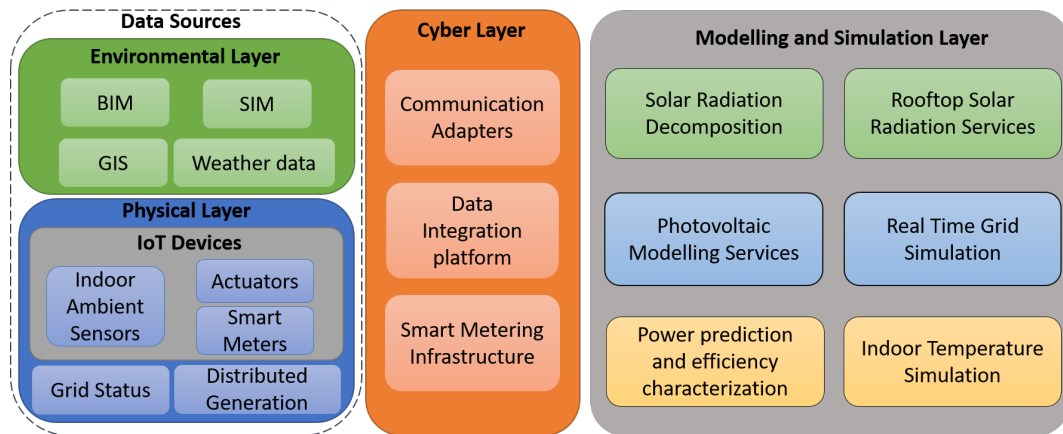 Data Sources
Environmental Layer
BIM
SIM
GIS
Weather data
Physical Layer
IoT Devices
Indoor
Ambient
Sensors
Actuators
Smart
Meters
Grid Status
Distributed
Generation
Cyber Layer
Communication
Adapters
Data
Integration
platform
Smart Metering
Infrastructure
Modelling and Simulation Layer
Solar Radiation
Decomposition
Rooftop Solar
Radiation Services
Photovoltaic
Modelling Services
Real Time Grid
Simulation
Power prediction
and efficiency
characterization
Indoor Temperature
Simulation